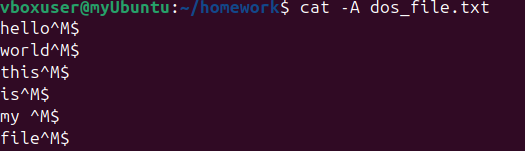 vboxuser@myUbuntu:~/homework$ cat -A dos_file.txt
hello^M$
world^M$
this^M$
is^M$
my ^M$
file^M$